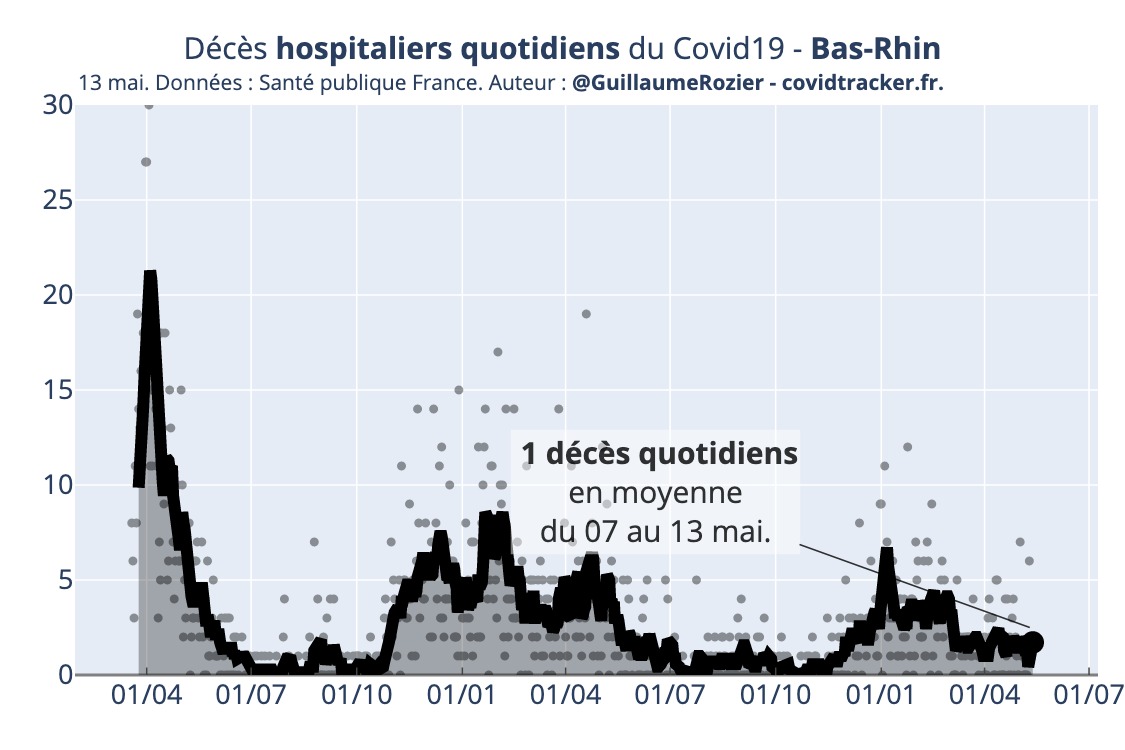 Décès hospitaliers quotidiens du Covid19 - Bas-Rhin
13 mai. Données : Santé publique France. Auteur : @GuillaumeRozier - covidtracker.fr.
30
25
20
15
10
5
0
1 décès quotidiens
en moyenne
du 07 au 13 mai.
01/04 01/07 01/10 01/01 01/04 01/07 01/10 01/01 01/04 01/07